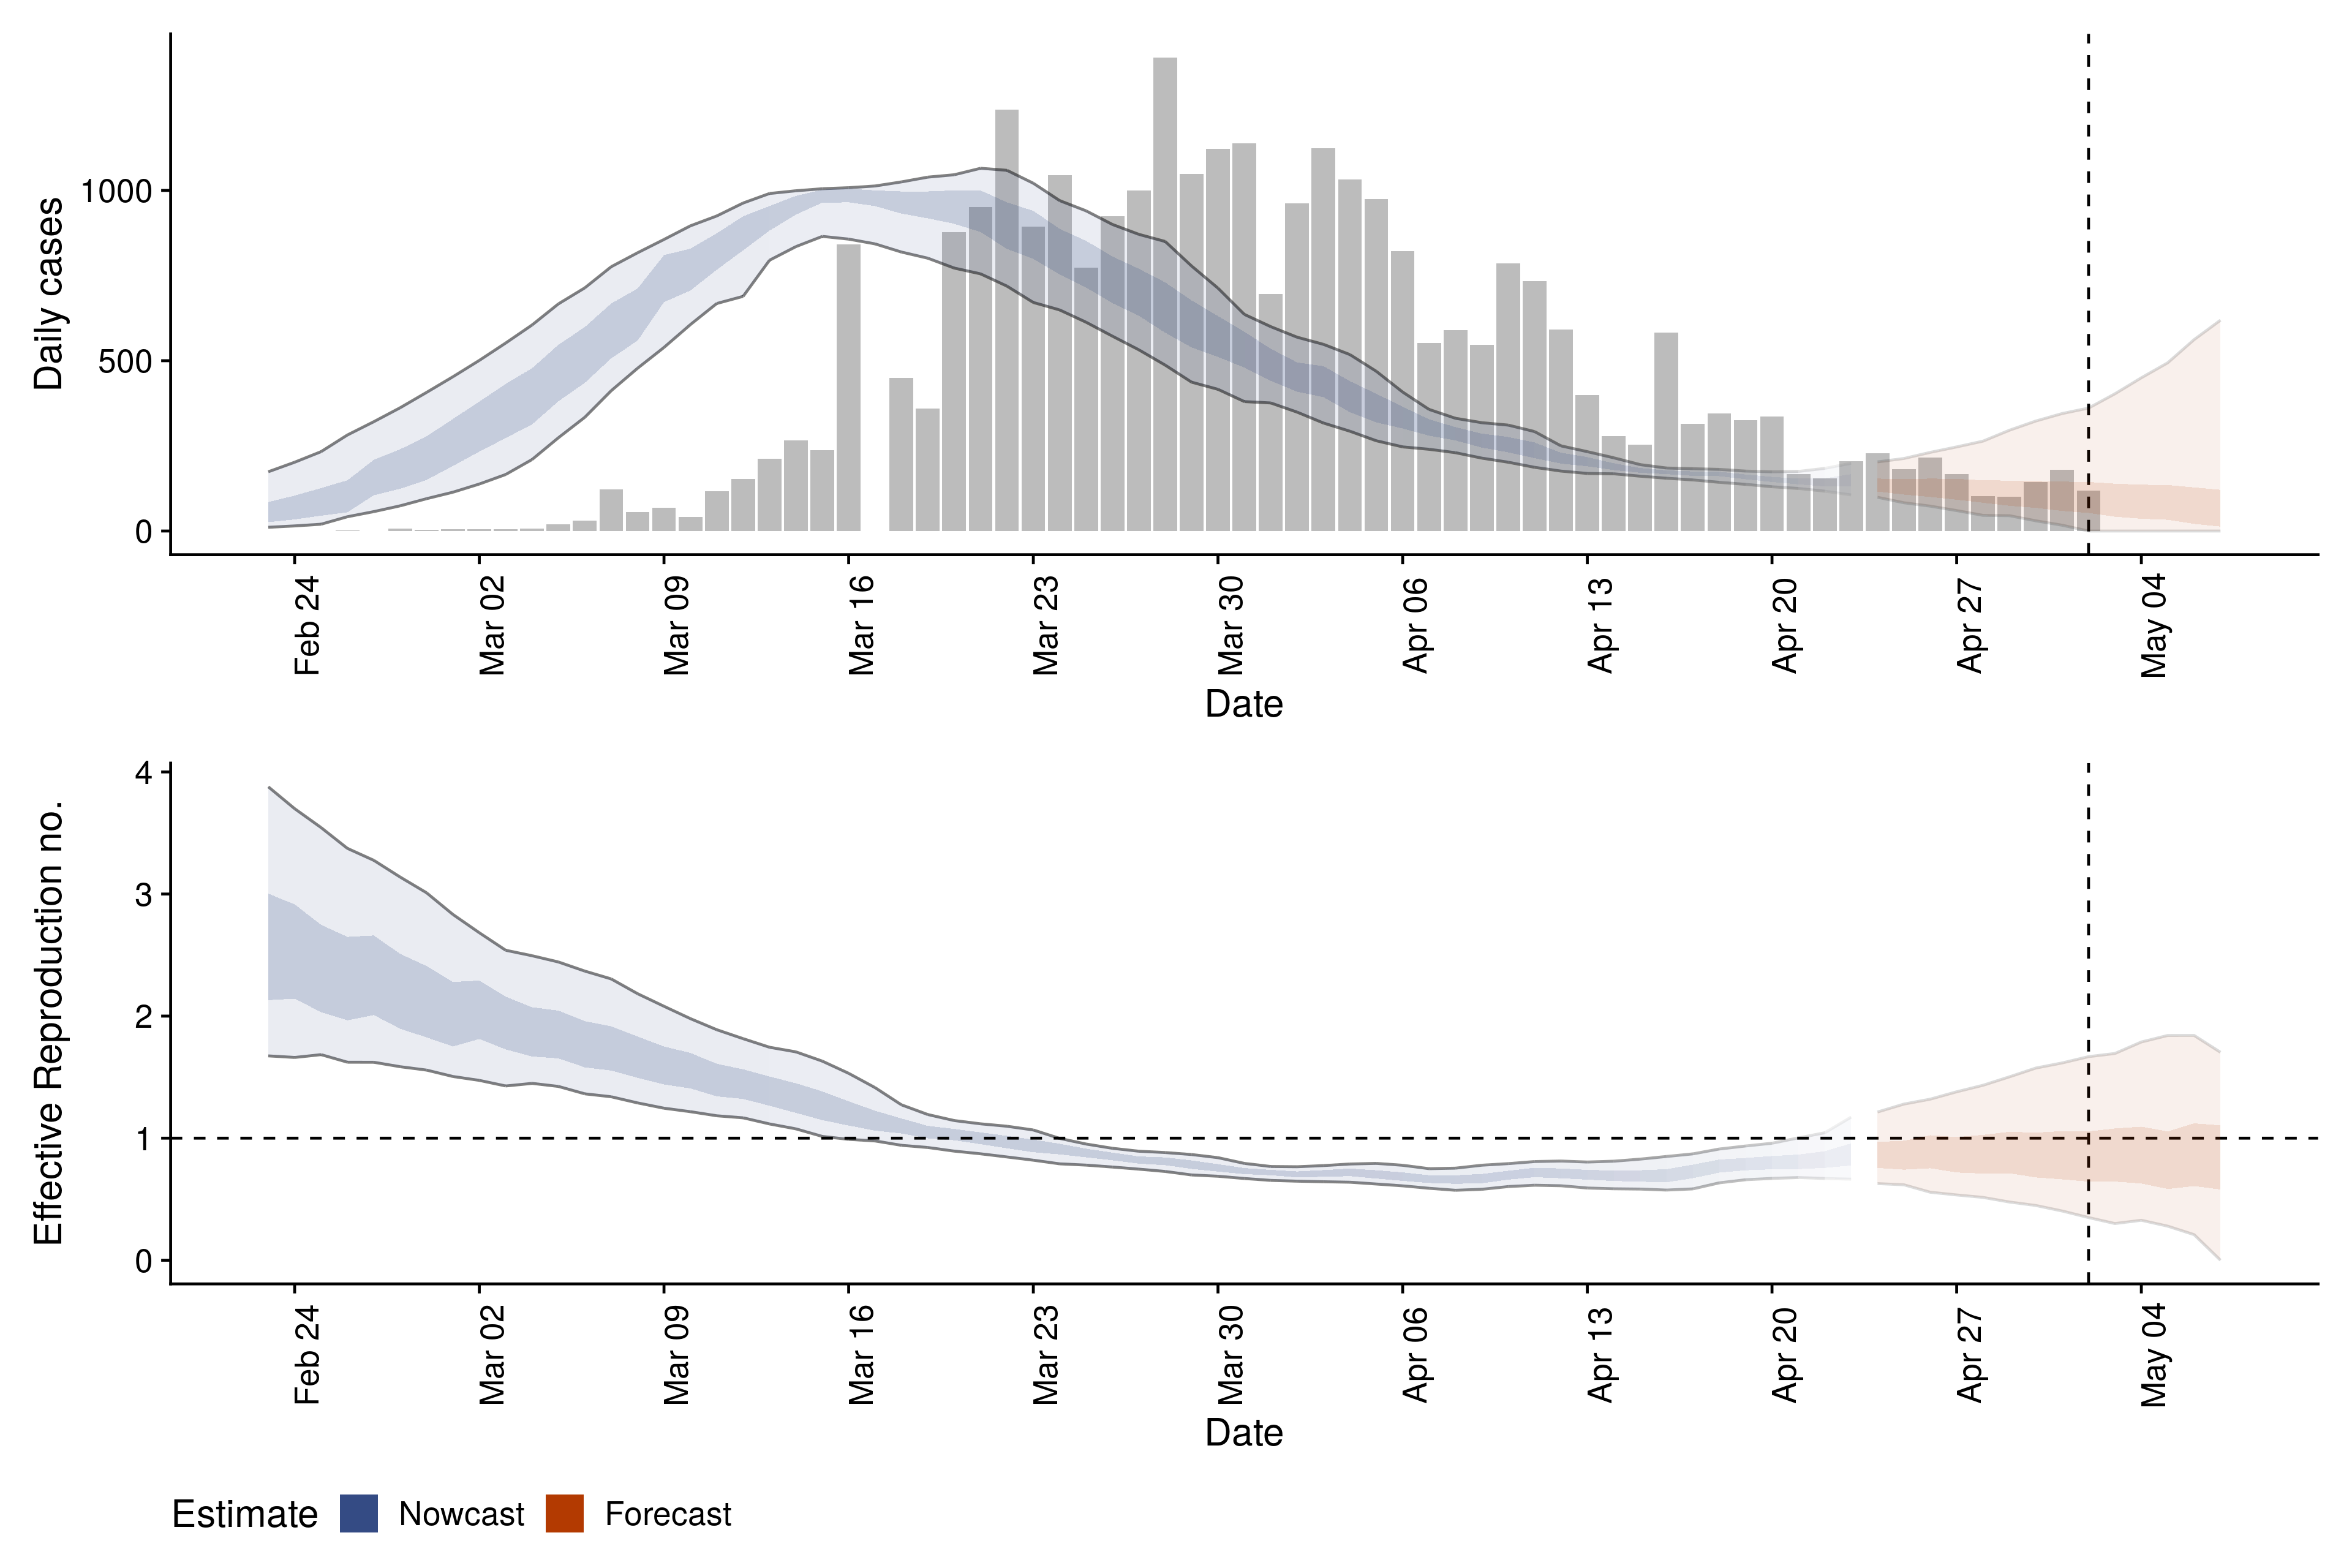 Daily cases
1000
500
0
Feb 24
Mar 02
Mar 09
Mar 16
Mar 23
Mar 30
Apr 06
Apr 13
Apr 20
Apr 27
May 04
Date
Effective Reproduction no.
4
3
2
1
0
Feb 24
Mar 02
Mar 09
Mar 16
Mar 23
Mar 30
Apr 06
Apr 13
Apr 20
Apr 27
May 04
Date
Estimate Nowcast Forecast